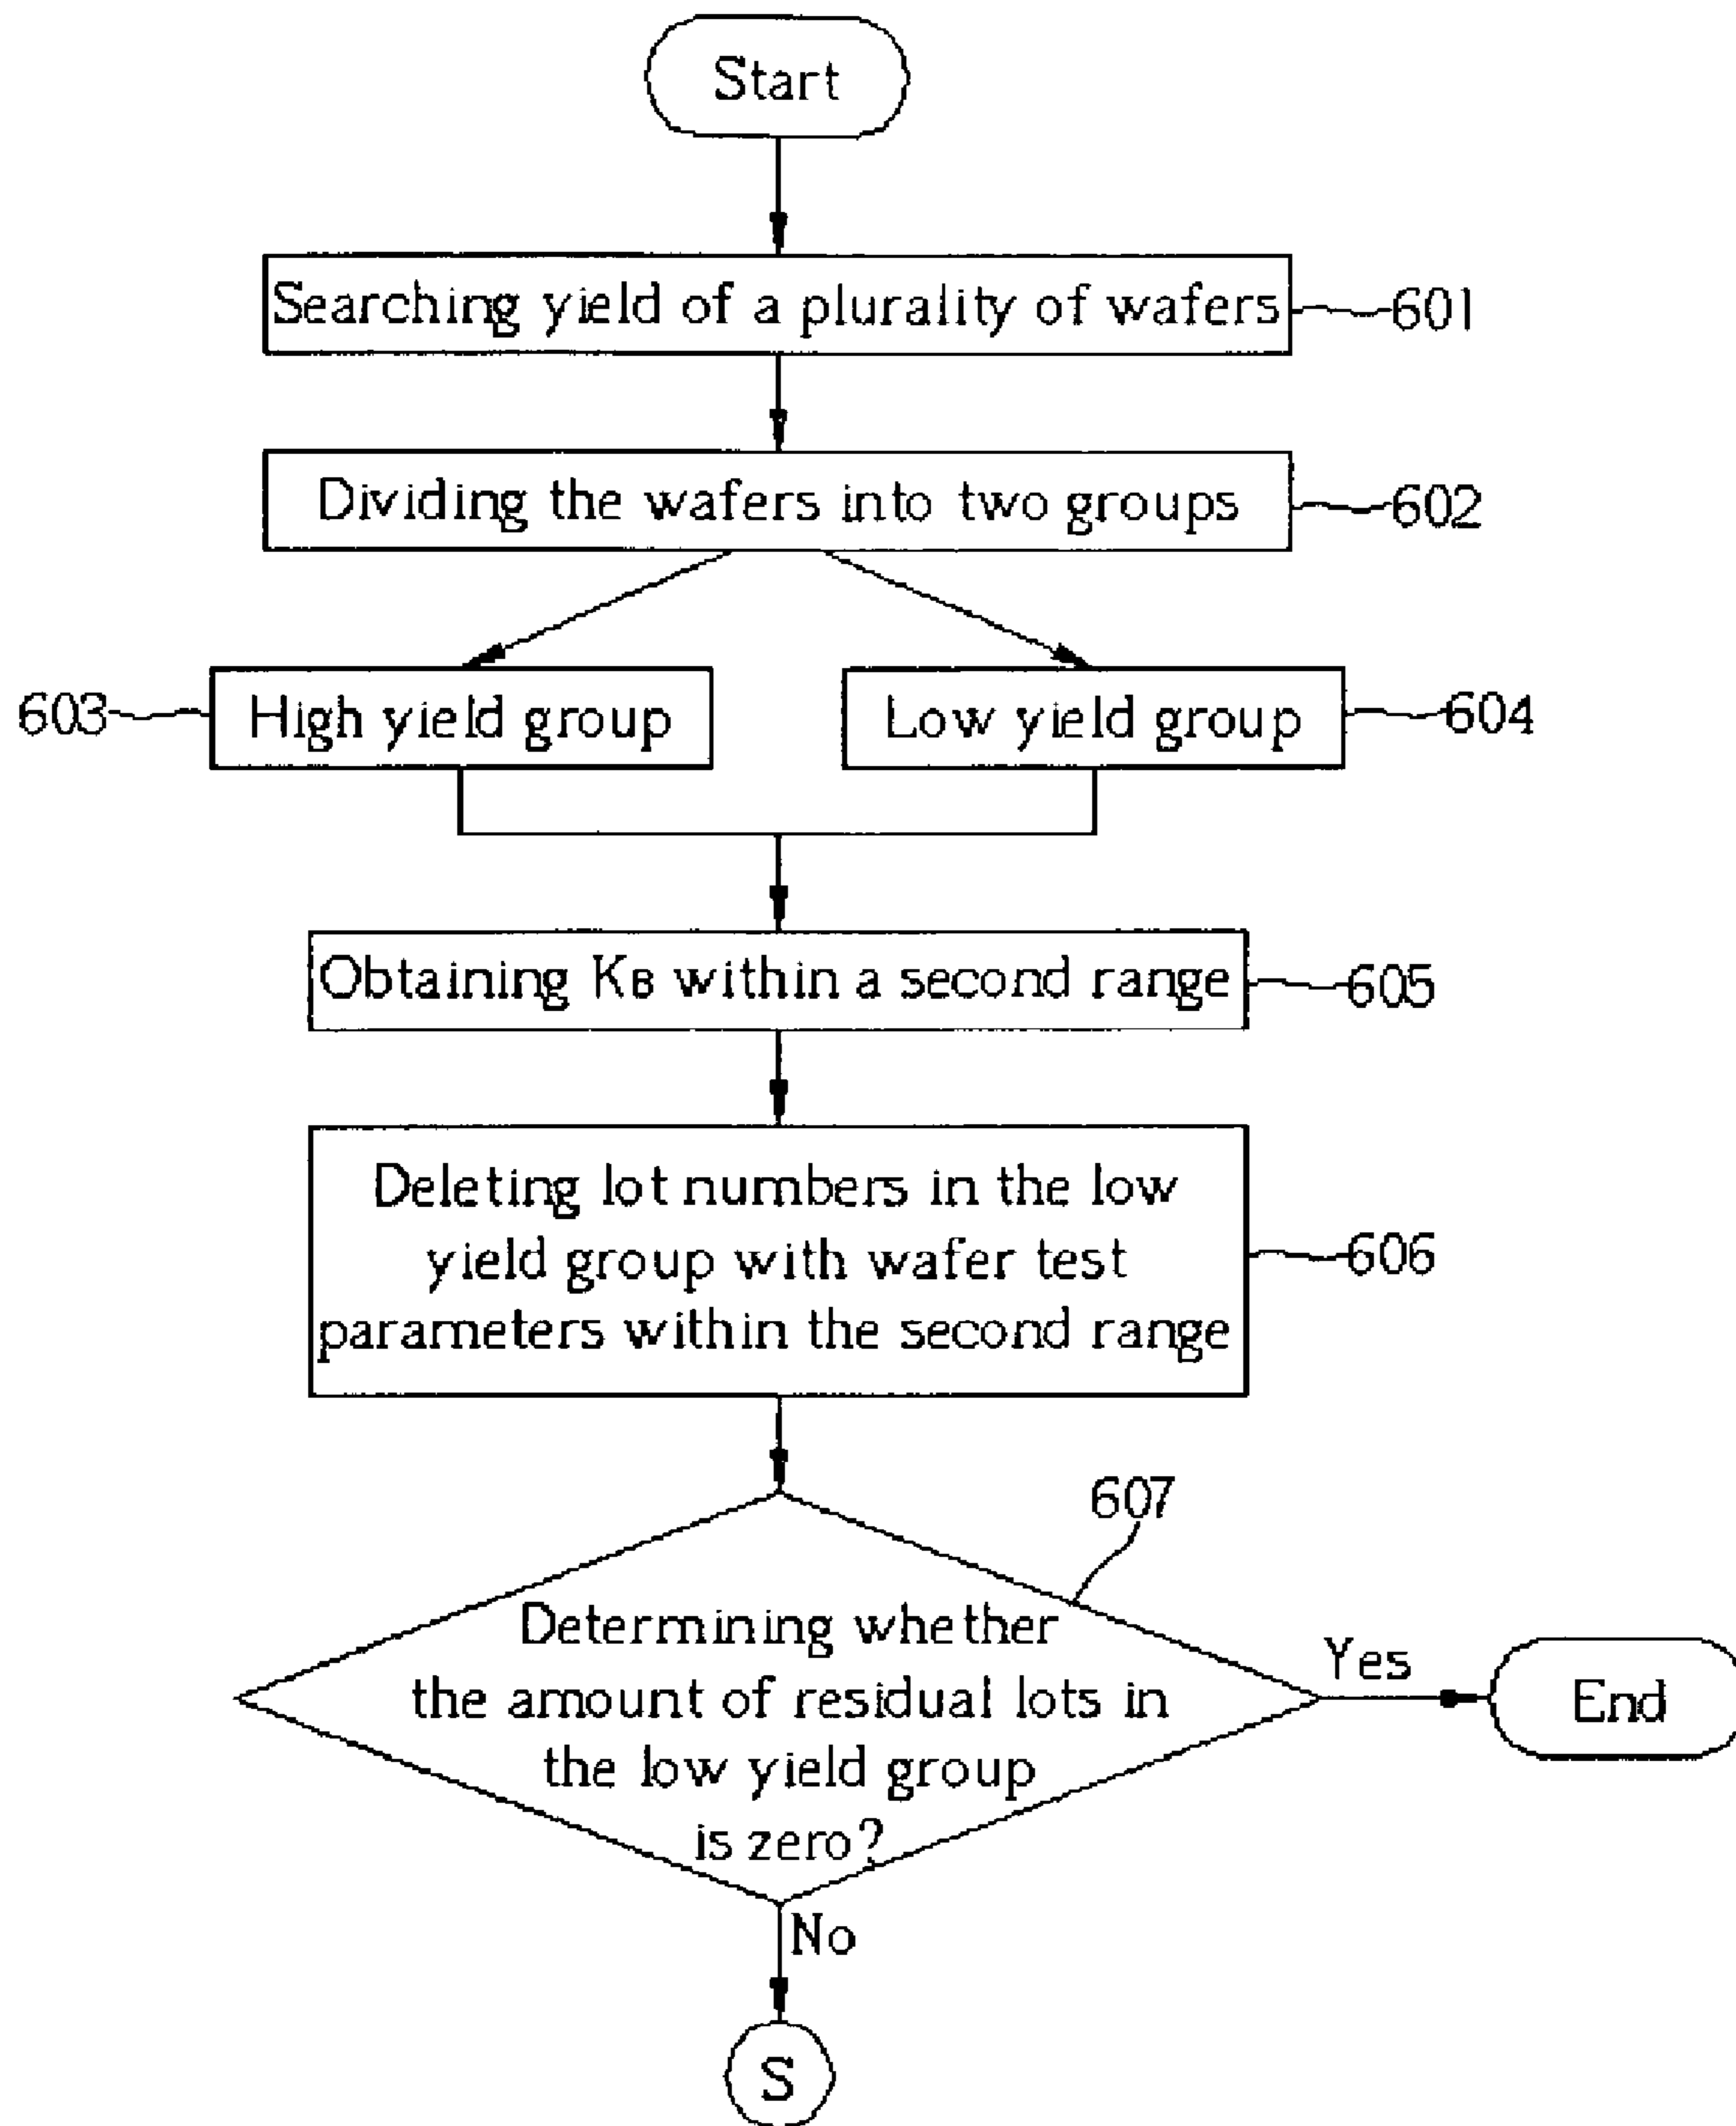 Start
Searching yield of a plurality of wafers
601
Dividing the wafers into two groups
602
603
High yield group
Low yield group
604
Obtaining KB within a second range
605
Deleting lot numbers in the low
yield group with wafer test
parameters within the second range
606
607
Determining whether
the amount of residual lots in
the low yield group
is zero?
Yes
End
No
S